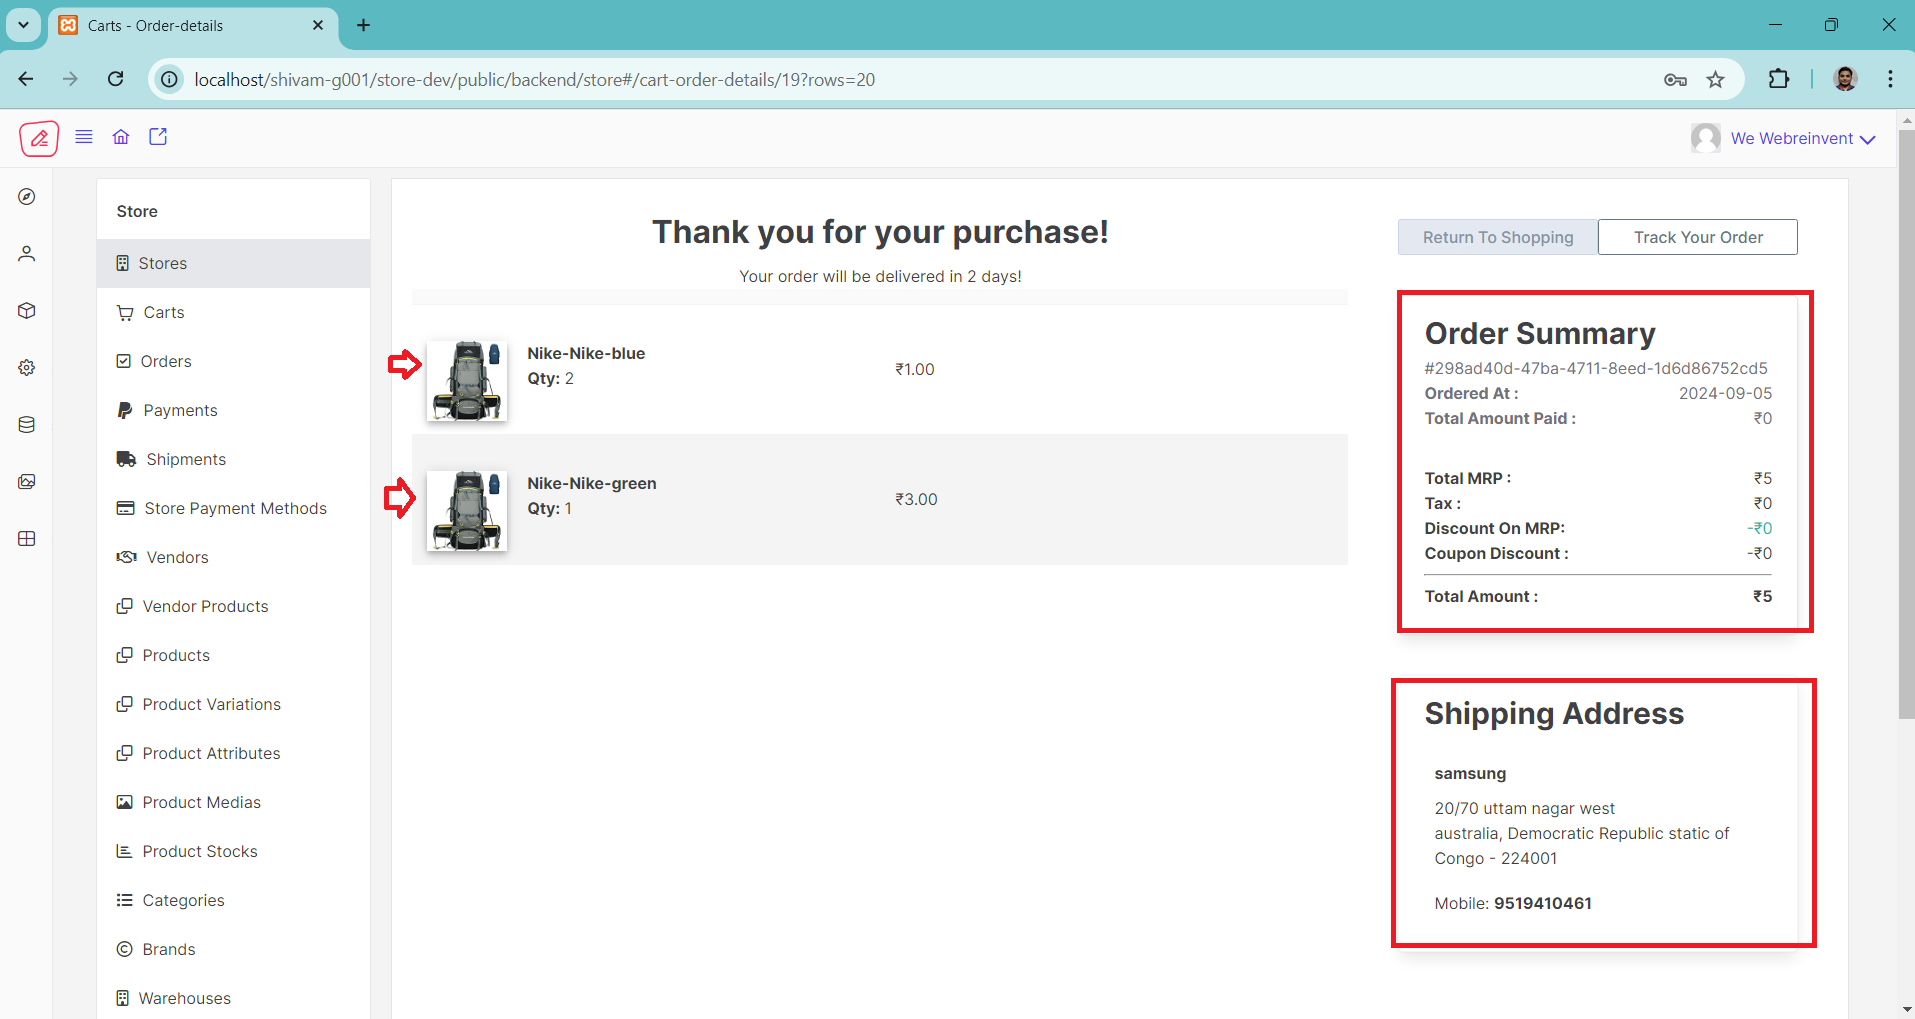 Carts - Order-details
localhost/shivam-g001/store-dev/public/backend/store#/cart-order-details/19?rows=20
We Webreinvent
Store
Stores
Carts
Orders
Payments
Shipments
Store Payment Methods
Vendors
Vendor Products
Products
Product Variations
Product Attributes
Product Medias
Product Stocks
Categories
Brands
Warehouses
Thank you for your purchase!
Your order will be delivered in 2 days!
Nike-Nike-blue
Qty: 2
₹1.00
Nike-Nike-green
Qty: 1
₹3.00
Return To Shopping
Track Your Order
Order Summary
#298ad40d-47ba-4711-8eed-1d6d86752cd5
Ordered At : 2024-09-05
Total Amount Paid : ₹0
Total MRP : ₹5
Tax : ₹0
Discount On MRP: -₹0
Coupon Discount : -₹0
Total Amount : ₹5
Shipping Address
samsung
20/70 uttam nagar west
australia, Democratic Republic static of
Congo - 224001
Mobile: 9519410461